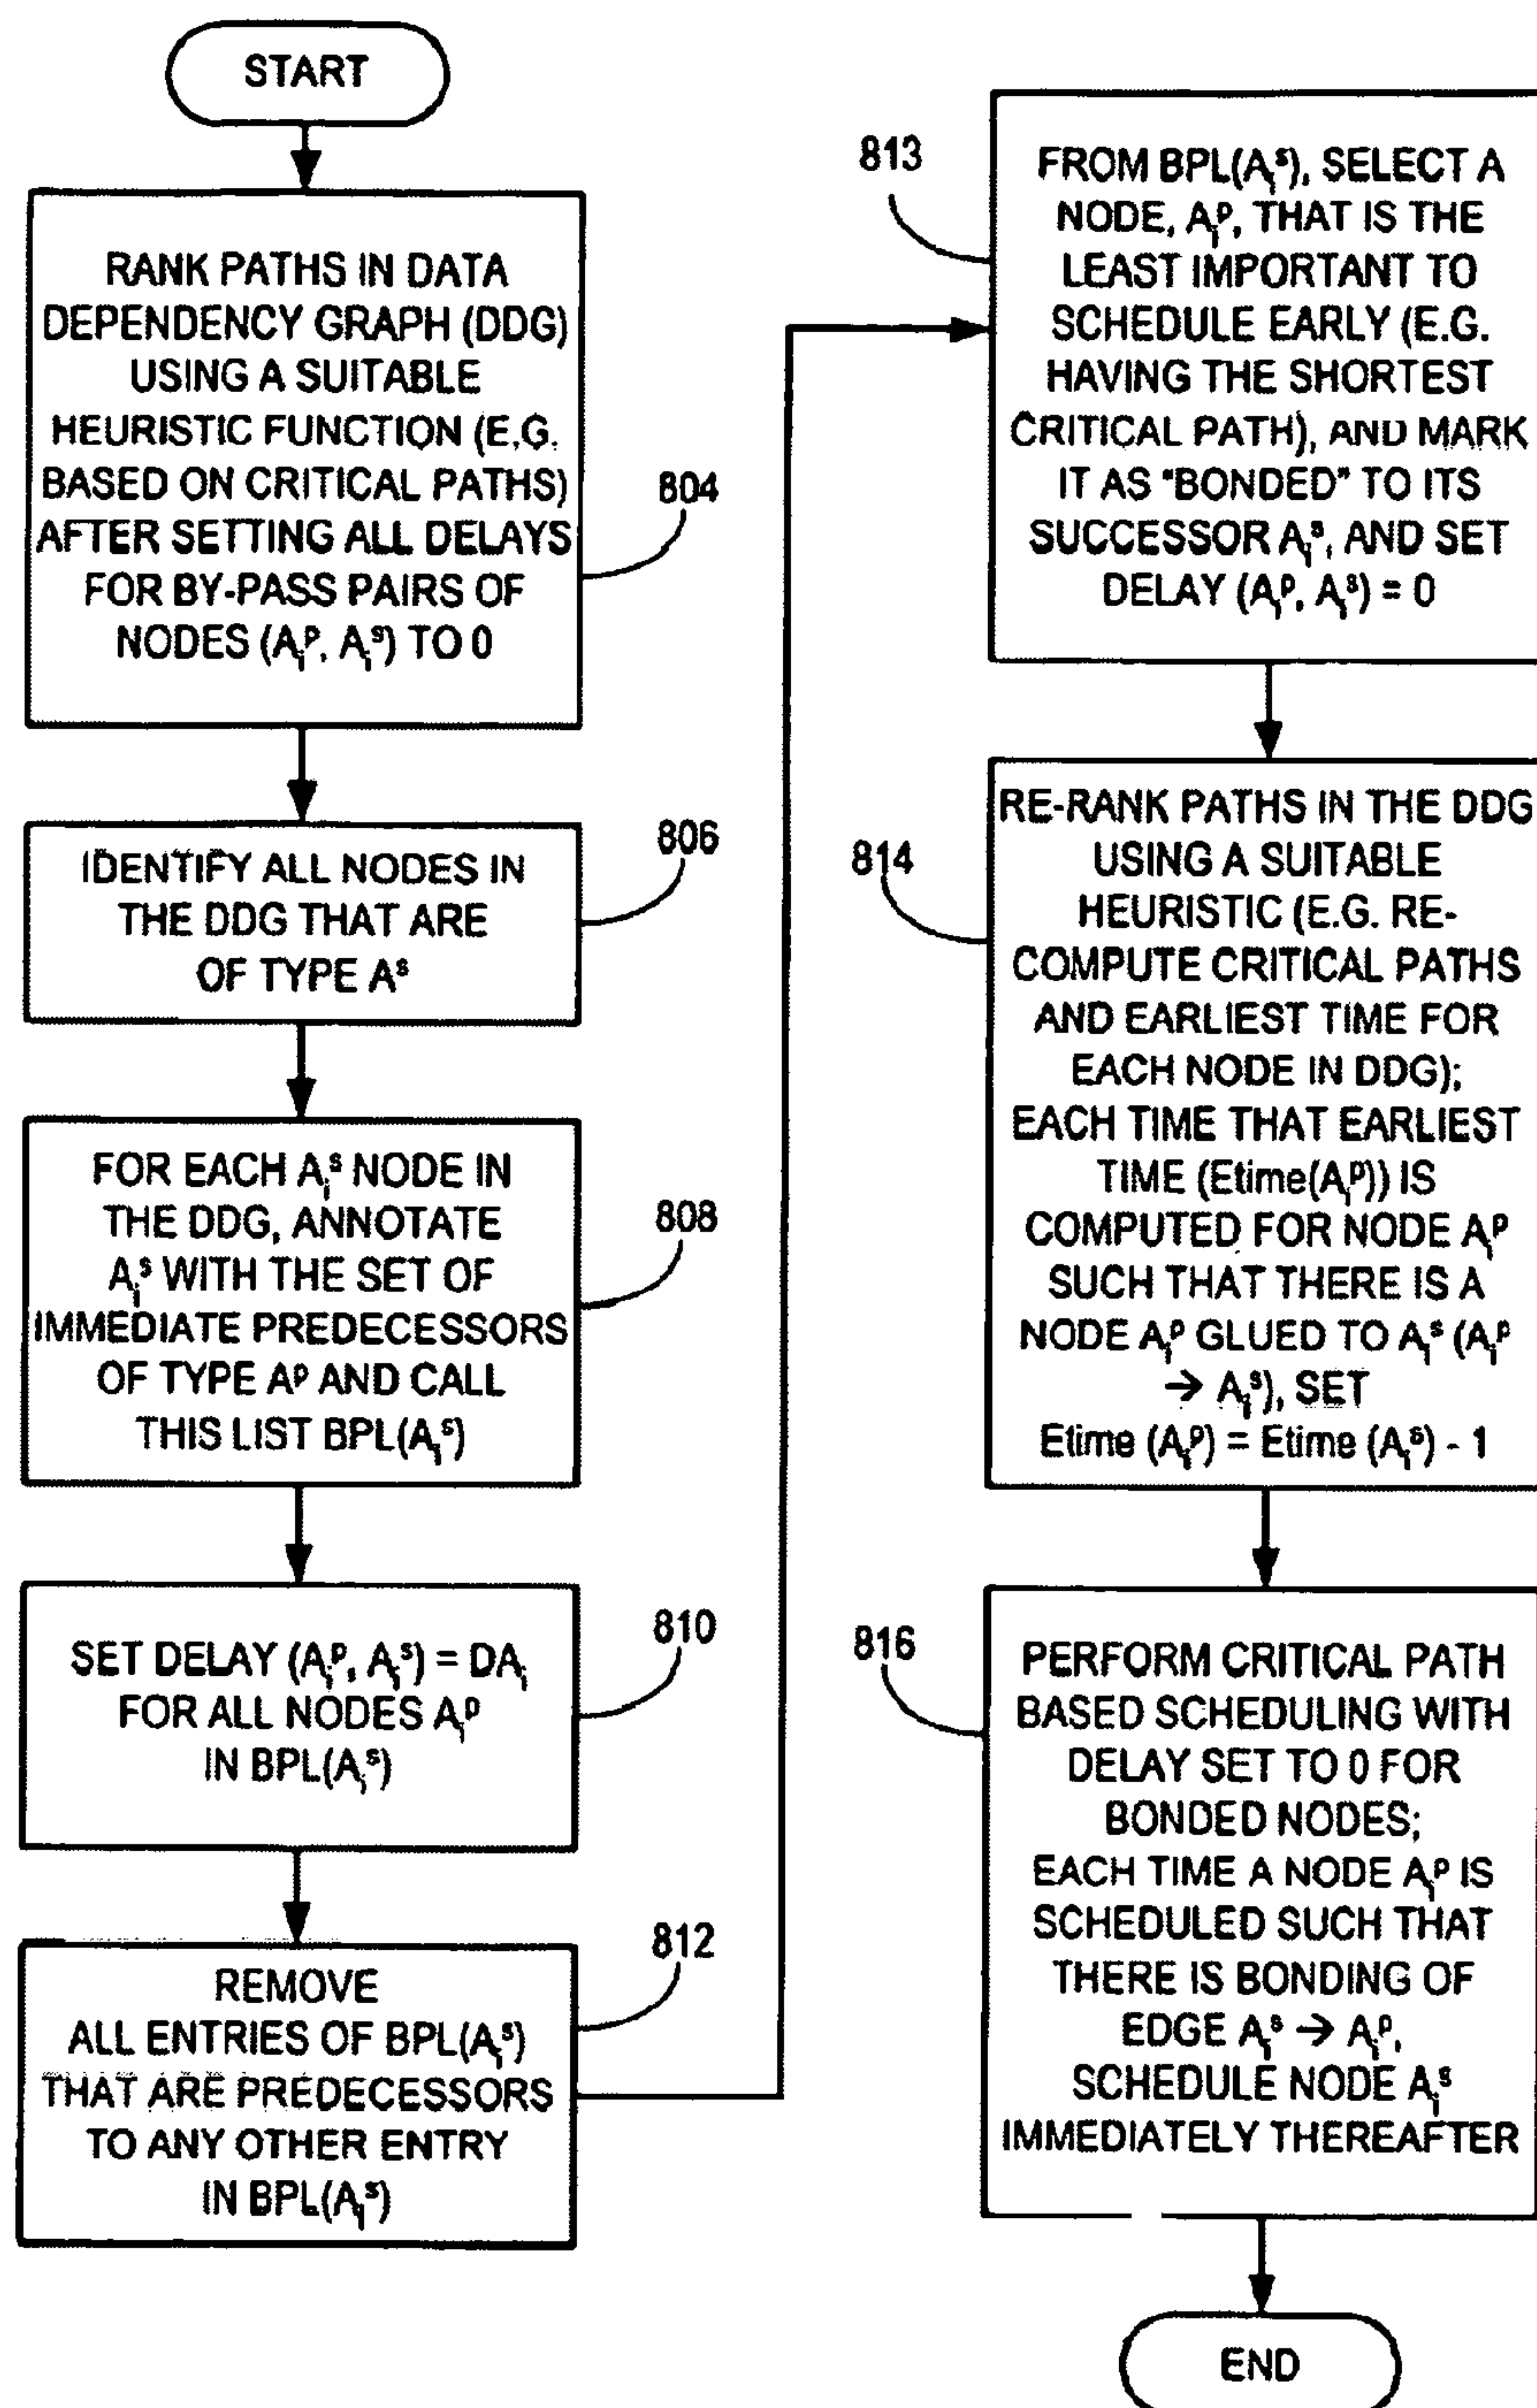 START
RANK PATHS IN DATA
DEPENDENCY GRAPH (DDG)
USING A SUITABLE
HEURISTIC FUNCTION (E.G.
BASED ON CRITICAL PATHS)
AFTER SETTING ALL DELAYS
FOR BY-PASS PAIRS OF
NODES (Aᵢᵖ, Aᵢˢ) TO 0
804
IDENTIFY ALL NODES IN
THE DDG THAT ARE
OF TYPE Aˢ
806
FOR EACH Aᵢˢ NODE IN
THE DDG, ANNOTATE
Aᵢˢ WITH THE SET OF
IMMEDIATE PREDECESSORS
OF TYPE Aᵖ AND CALL
THIS LIST BPL(Aᵢˢ)
808
SET DELAY (Aᵢᵖ, Aᵢˢ) = DAᵢ
FOR ALL NODES Aᵢᵖ
IN BPL(Aᵢˢ)
810
REMOVE
ALL ENTRIES OF BPL(Aᵢˢ)
THAT ARE PREDECESSORS
TO ANY OTHER ENTRY
IN BPL(Aᵢˢ)
812
813
FROM BPL(Aᵢˢ), SELECT A
NODE, Aᵢᵖ, THAT IS THE
LEAST IMPORTANT TO
SCHEDULE EARLY (E.G.
HAVING THE SHORTEST
CRITICAL PATH), AND MARK
IT AS "BONDED" TO ITS
SUCCESSOR Aᵢˢ, AND SET
DELAY (Aᵢᵖ, Aᵢˢ) = 0
814
RE-RANK PATHS IN THE DDG
USING A SUITABLE
HEURISTIC (E.G. RE-
COMPUTE CRITICAL PATHS
AND EARLIEST TIME FOR
EACH NODE IN DDG);
EACH TIME THAT EARLIEST
TIME (Etime(Aᵢᵖ)) IS
COMPUTED FOR NODE Aᵢᵖ
SUCH THAT THERE IS A
NODE Aᵢᵖ GLUED TO Aᵢˢ (Aᵢᵖ
→ Aᵢˢ), SET
Etime (Aᵢᵖ) = Etime (Aᵢˢ) - 1
816
PERFORM CRITICAL PATH
BASED SCHEDULING WITH
DELAY SET TO 0 FOR
BONDED NODES;
EACH TIME A NODE Aᵢᵖ IS
SCHEDULED SUCH THAT
THERE IS BONDING OF
EDGE Aᵢˢ → Aᵢᵖ,
SCHEDULE NODE Aᵢˢ
IMMEDIATELY THEREAFTER
END